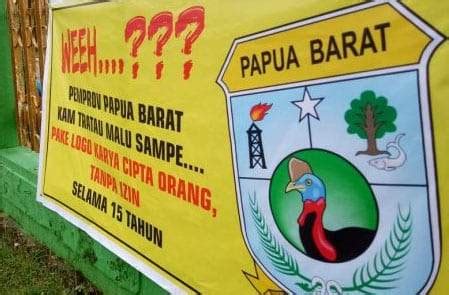 WEEH....???
PEMPROV PAPUA BARAT
KAM TRATAU MALU SAMPE....
PAKE LOGO KARYA CIPTA ORANG,
TANPA IZIN
SELAMA 15 TAHUN
PAPUA BARAT